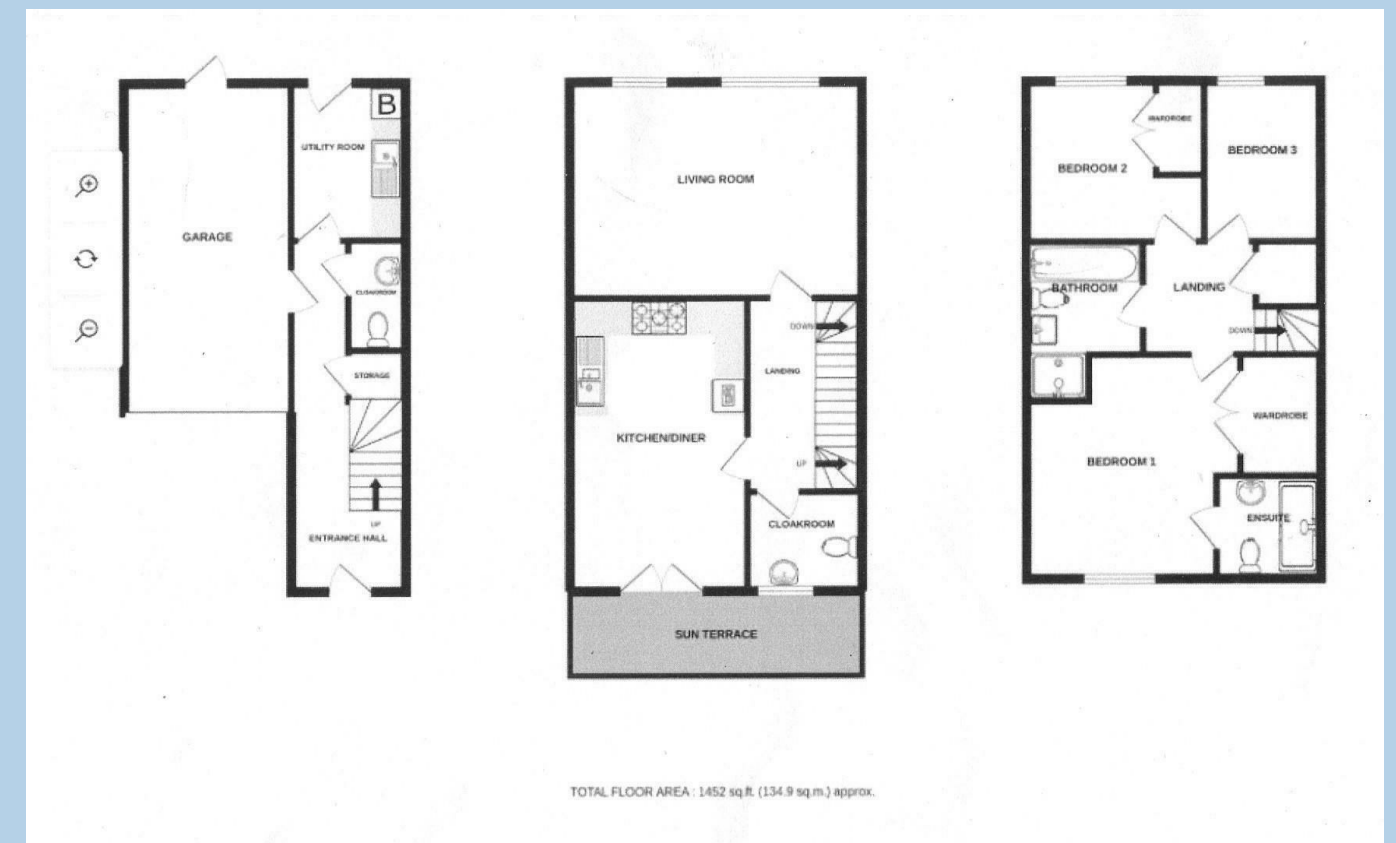 B
UTILITY ROOM
GARAGE
CLOAKROOM
STORAGE
UP
ENTRANCE HALL
LIVING ROOM
DOWN
LANDING
KITCHEN/DINER
UP
CLOAKROOM
SUN TERRACE
WARDROBE
BEDROOM 2
BEDROOM 3
BATHROOM
LANDING
DOWN
WARDROBE
BEDROOM 1
ENSUITE
TOTAL FLOOR AREA : 1452 sq.ft. (134.9 sq.m.) approx.